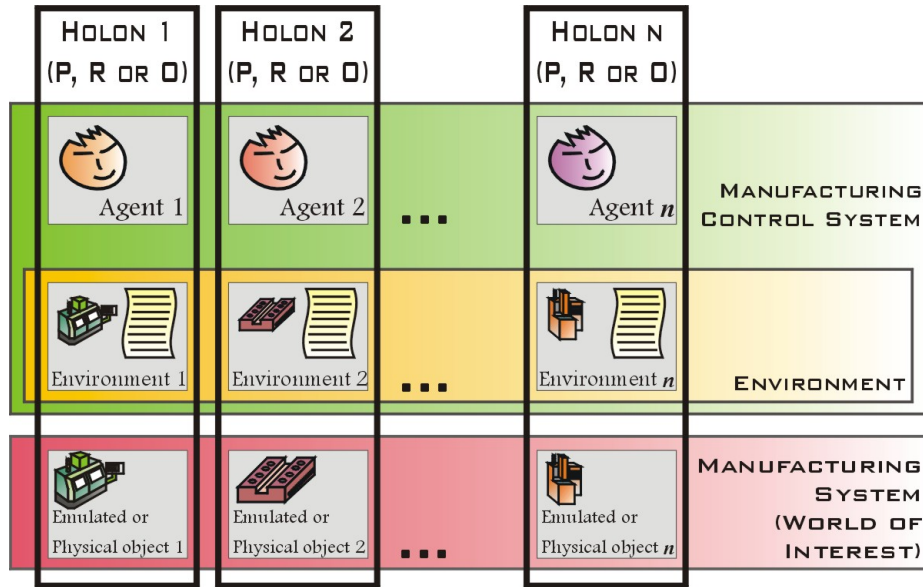 HOLON 1
(P, R OR O)
HOLON 2
(P, R OR O)
HOLON N
(P, R OR O)
Agent 1
Agent 2
...
Agent n
MANUFACTURING
CONTROL SYSTEM
Environment 1
Environment 2
...
Environment n
ENVIRONMENT
Emulated or
Physical object 1
Emulated or
Physical object 2
...
Emulated or
Physical object n
MANUFACTURING
SYSTEM
(WORLD OF
INTEREST)